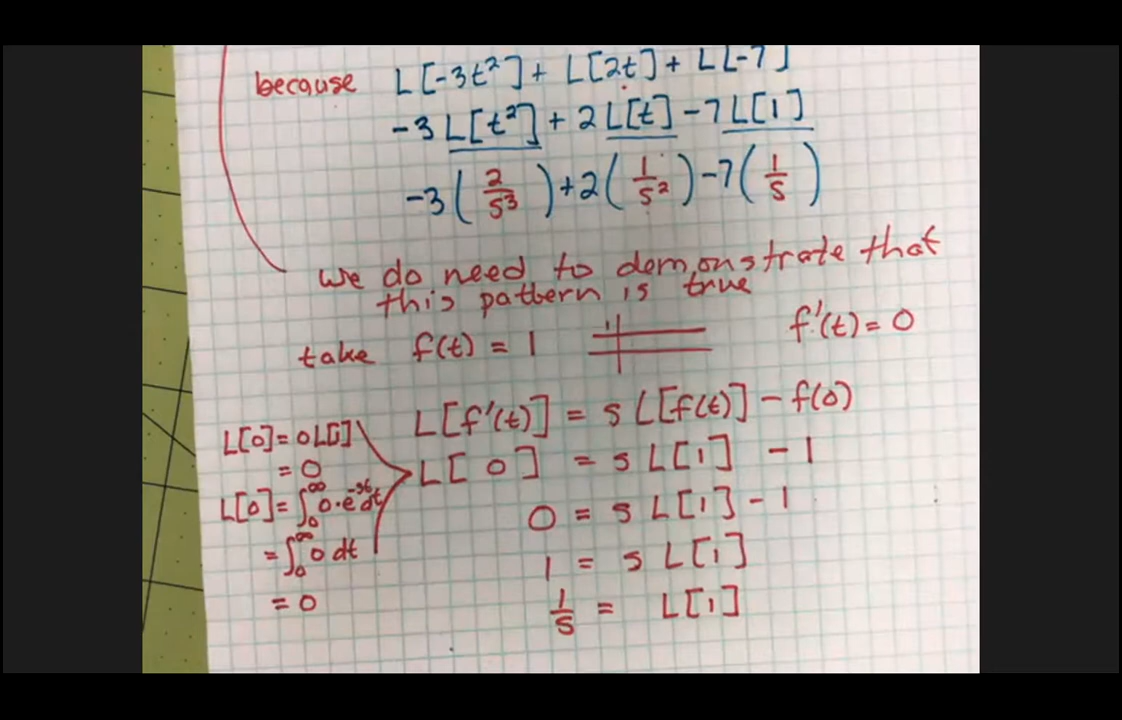 because L[-3t²] + L[2t] + L[-7]
-3 L[t²] + 2 L[t] - 7 L[1]
-3 ( 2/s³ ) + 2 ( 1/s² ) - 7 ( 1/s )
we do need to demonstrate that
this pattern is true
take f(t) = 1 f'(t) = 0
L[f'(t)] = s L[f(t)] - f(0)
L[0] = 0L[1]
= 0
L[0] = ∫₀^∞ 0·e^-st dt
= ∫₀^∞ 0 dt
= 0
L[ 0 ] = s L[1] - 1
0 = s L[1] - 1
1 = s L[1]
1/s = L[1]